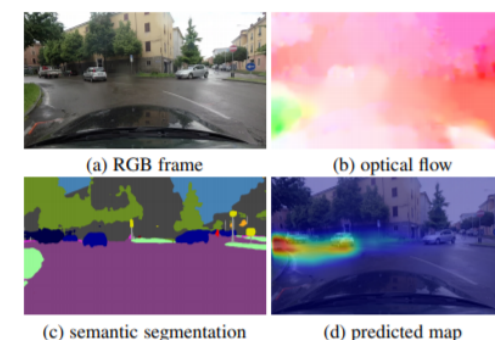 (a) RGB frame
(b) optical flow
(c) semantic segmentation
(d) predicted map